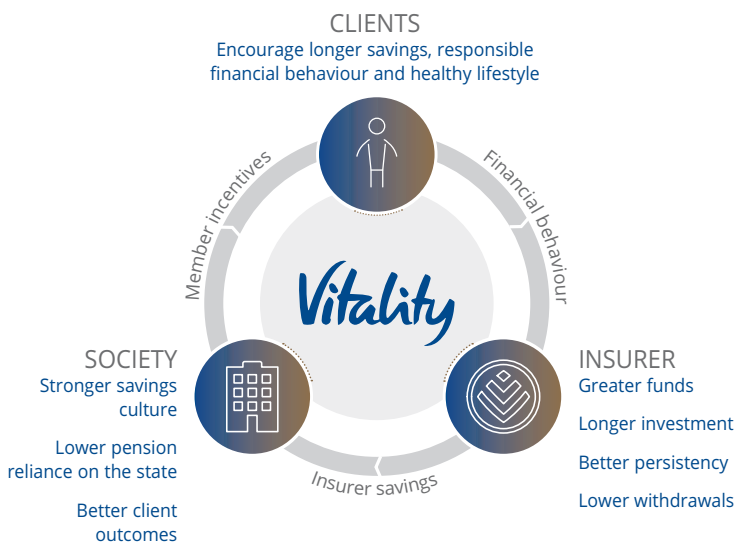 CLIENTS
Encourage longer savings, responsible
financial behaviour and healthy lifestyle
Member incentives
Financial behaviour
Vitality
SOCIETY
Stronger savings
culture
Lower pension
reliance on the state
Better client
outcomes
INSURER
Greater funds
Longer investment
Better persistency
Lower withdrawals
Insurer savings